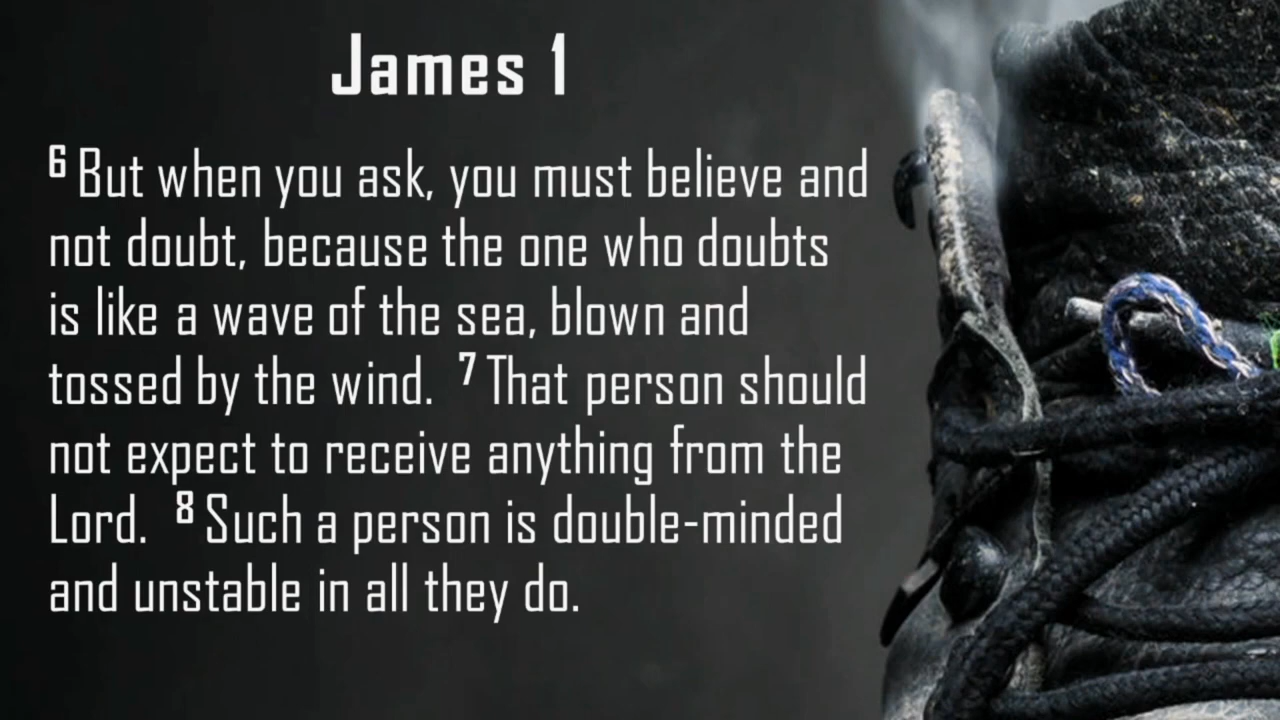 James 1
6 But when you ask, you must believe and
not doubt, because the one who doubts
is like a wave of the sea, blown and
tossed by the wind. 7 That person should
not expect to receive anything from the
Lord. 8 Such a person is double-minded
and unstable in all they do.